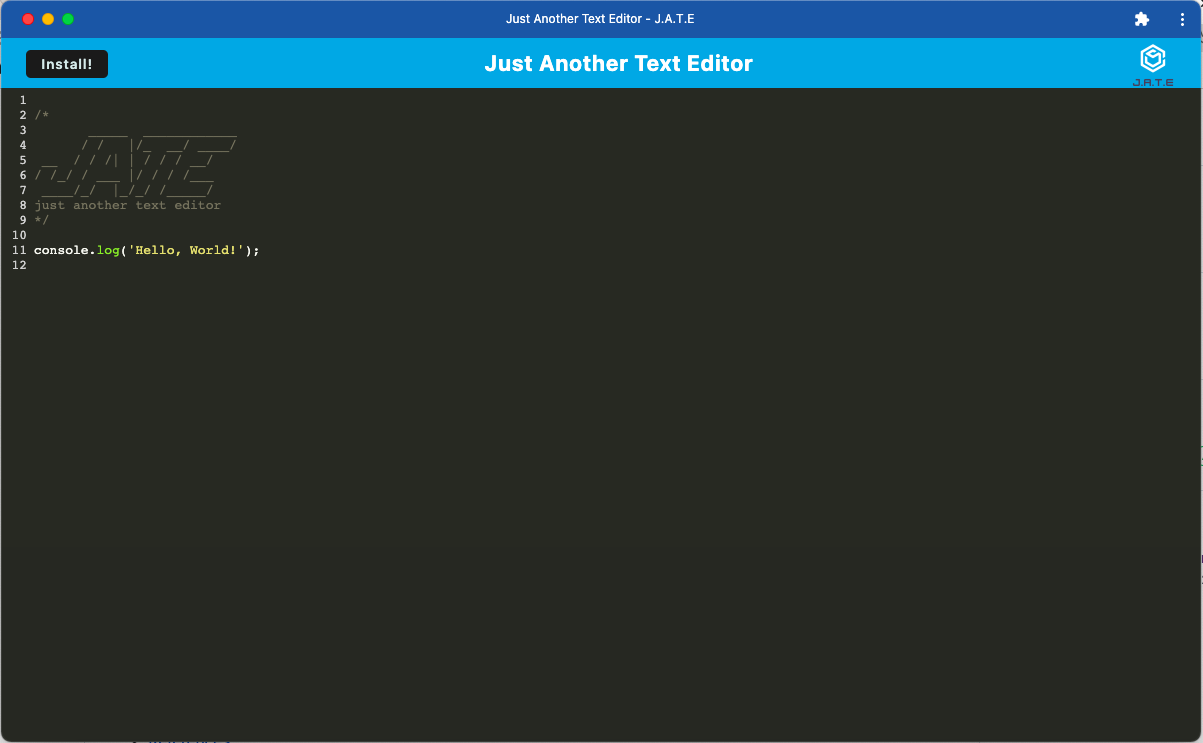 Just Another Text Editor - J.A.T.E
Install!
Just Another Text Editor
J.A.T.E
1
2 /*
3        _____  ____________
4       / /   |/_  __/ ____/
5  __  / / /| | / / / __/
6 / /_/ / ___ |/ / / /___
7  ____/_/  |_/_/ /_____/
8 just another text editor
9 */
10
11 console.log('Hello, World!');
12